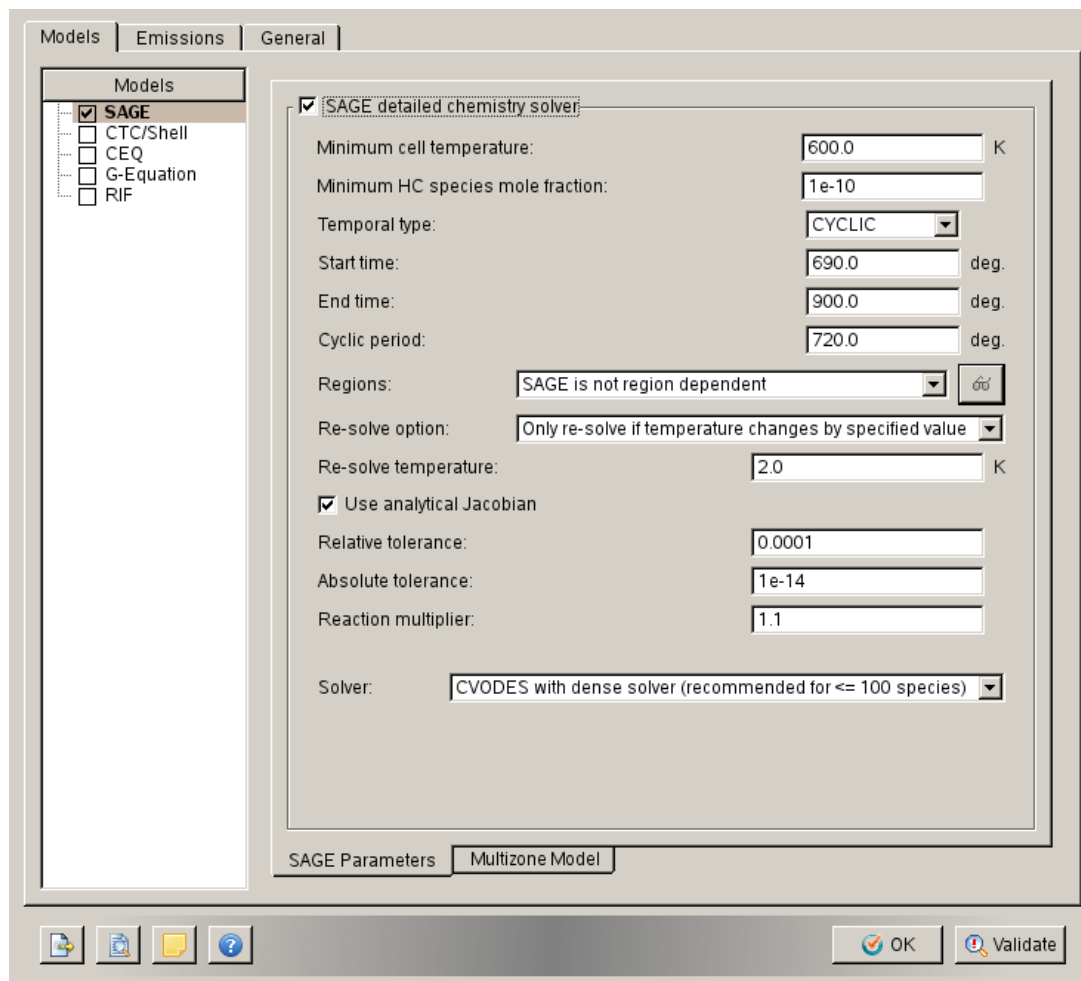 Models Emissions General
Models
SAGE
CTC/Shell
CEQ
G-Equation
RIF
SAGE detailed chemistry solver
Minimum cell temperature: 600.0 K
Minimum HC species mole fraction: 1e-10
Temporal type: CYCLIC
Start time: 690.0 deg.
End time: 900.0 deg.
Cyclic period: 720.0 deg.
Regions: SAGE is not region dependent
Re-solve option: Only re-solve if temperature changes by specified value
Re-solve temperature: 2.0 K
Use analytical Jacobian
Relative tolerance: 0.0001
Absolute tolerance: 1e-14
Reaction multiplier: 1.1
Solver: CVODES with dense solver (recommended for <= 100 species)
SAGE Parameters Multizone Model
OK Validate